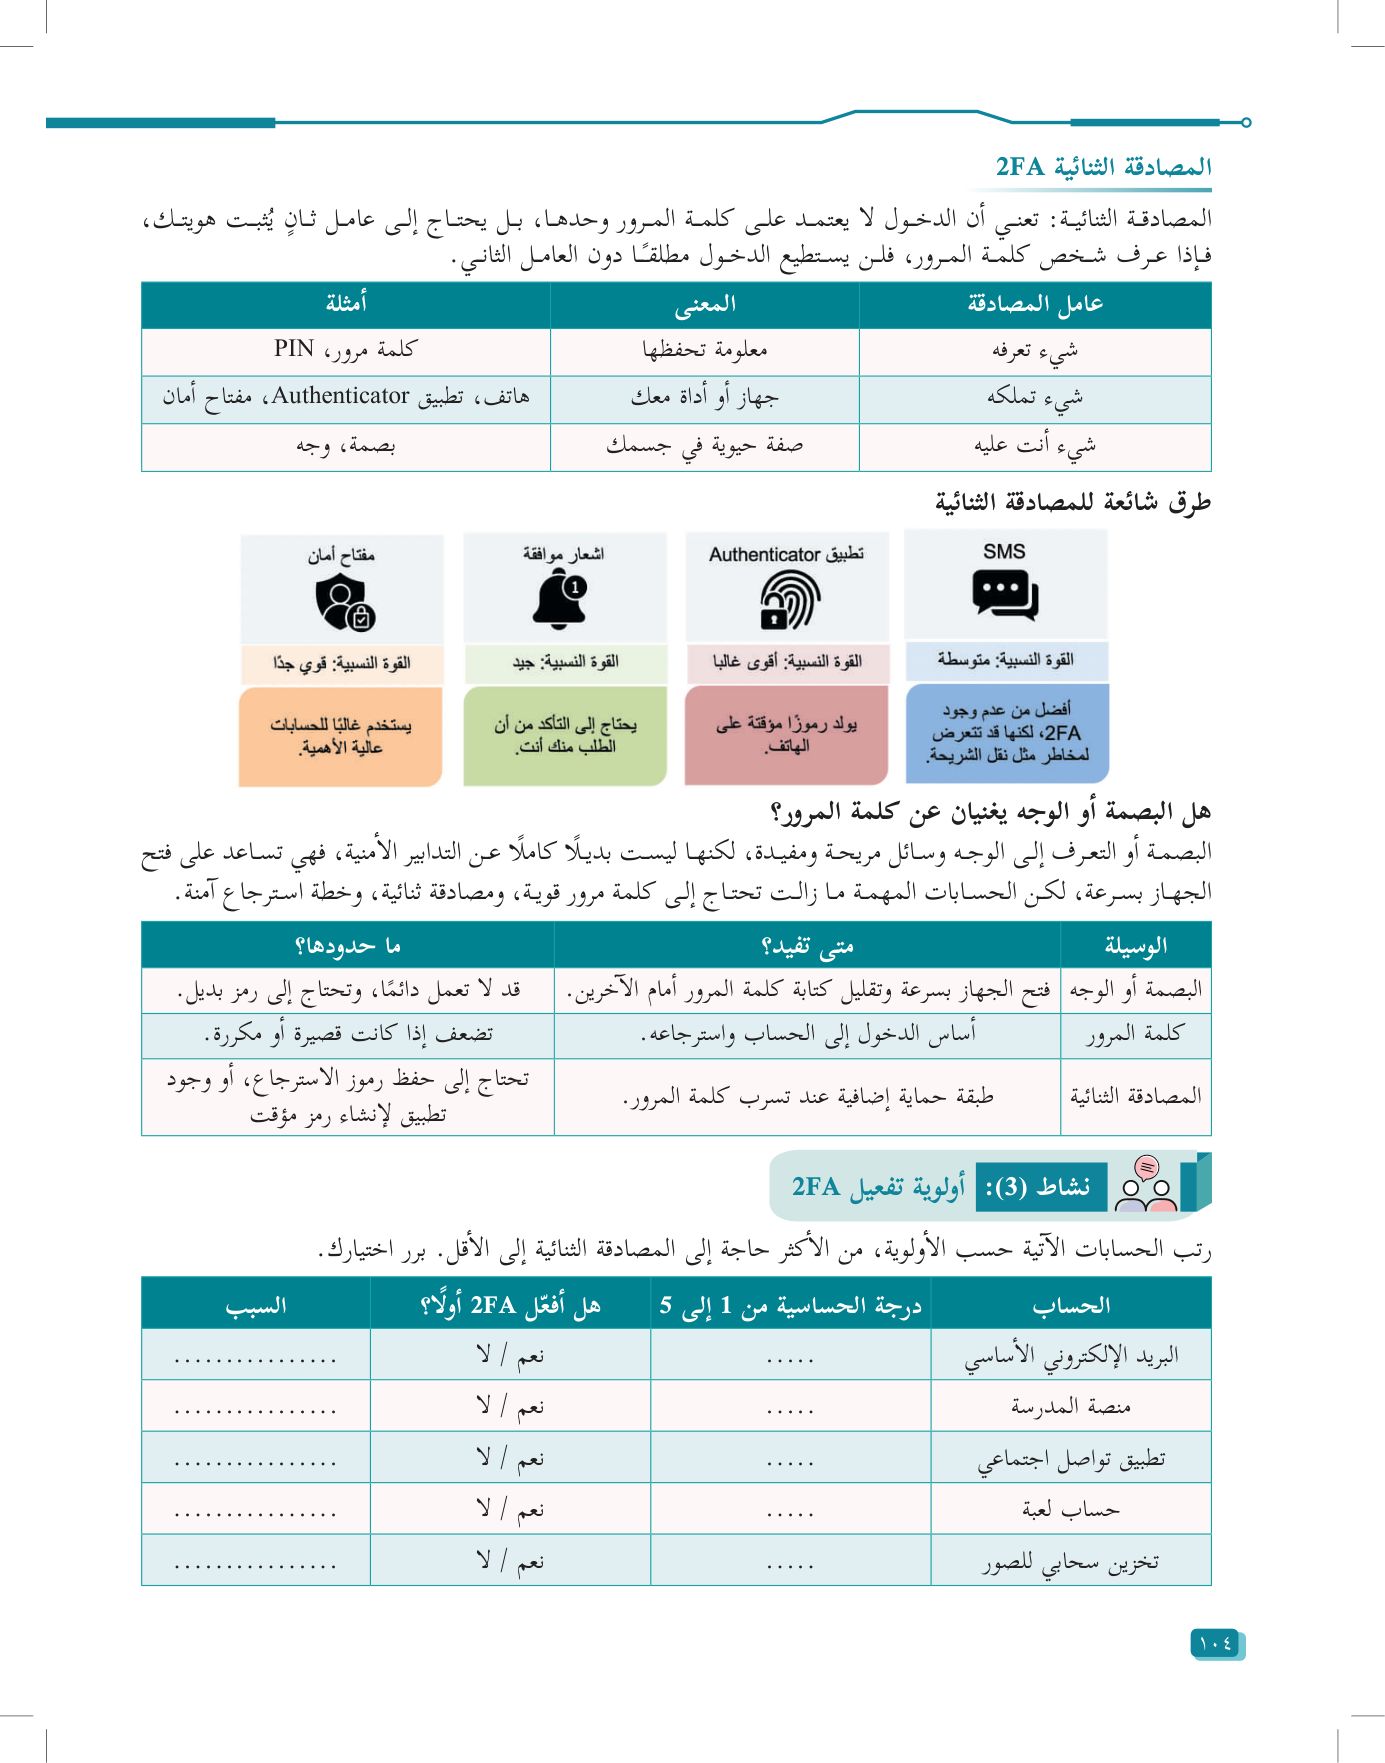 المصادقة الثنائية 2FA
المصادقة الثنائية: تعني أن الدخول لا يعتمد على كلمة المرور وحدها، بل يحتاج إلى عامل ثانٍ يُثبت هويتك،
فإذا عرف شخص كلمة المرور، فلن يستطيع الدخول مطلقًا دون العامل الثاني.
عامل المصادقة المعنى أمثلة
شيء تعرفه معلومة تحفظها كلمة مرور، PIN
شيء تملكه جهاز أو أداة معك هاتف، تطبيق Authenticator، مفتاح أمان
شيء أنت عليه صفة حيوية في جسمك بصمة، وجه
طرق شائعة للمصادقة الثنائية
SMS
القوة النسبية: متوسطة
أفضل من عدم وجود
2FA، لكنها قد تتعرض
لمخاطر مثل نقل الشريحة.
تطبيق Authenticator
القوة النسبية: أقوى غالبا
يولد رموزًا مؤقتة على
الهاتف.
اشعار موافقة
1
القوة النسبية: جيد
يحتاج إلى التأكد من أن
الطلب منك أنت.
مفتاح أمان
القوة النسبية: قوي جدًا
يستخدم غالبًا للحسابات
عالية الأهمية.
هل البصمة أو الوجه يغنيان عن كلمة المرور؟
البصمة أو التعرف إلى الوجه وسائل مريحة ومفيدة، لكنها ليست بديلًا كاملًا عن التدابير الأمنية، فهي تساعد على فتح
الجهاز بسرعة، لكن الحسابات المهمة ما زالت تحتاج إلى كلمة مرور قوية، ومصادقة ثنائية، وخطة استرجاع آمنة.
الوسيلة متى تفيد؟ ما حدودها؟
البصمة أو الوجه فتح الجهاز بسرعة وتقليل كتابة كلمة المرور أمام الآخرين. قد لا تعمل دائمًا، وتحتاج إلى رمز بديل.
كلمة المرور أساس الدخول إلى الحساب واسترجاعه. تضعف إذا كانت قصيرة أو مكررة.
المصادقة الثنائية طبقة حماية إضافية عند تسرب كلمة المرور. تحتاج إلى حفظ رموز الاسترجاع، أو وجود
تطبيق لإنشاء رمز مؤقت
نشاط (3): أولوية تفعيل 2FA
رتب الحسابات الآتية حسب الأولوية، من الأكثر حاجة إلى المصادقة الثنائية إلى الأقل. برر اختيارك.
الحساب درجة الحساسية من 1 إلى 5 هل أفعّل 2FA أولًا؟ السبب
البريد الإلكتروني الأساسي ..... نعم / لا ................
منصة المدرسة ..... نعم / لا ................
تطبيق تواصل اجتماعي ..... نعم / لا ................
حساب لعبة ..... نعم / لا ................
تخزين سحابي للصور ..... نعم / لا ................
١٠٤